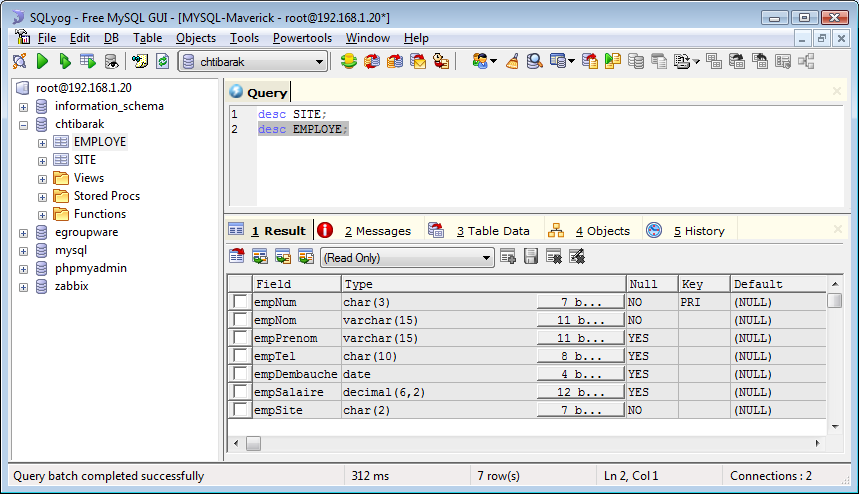 SQLyog - Free MySQL GUI - [MYSQL-Maverick - root@192.168.1.20*]
File Edit DB Table Objects Tools Powertools Window Help
chtibarak
root@192.168.1.20
information_schema
chtibarak
EMPLOYE
SITE
Views
Stored Procs
Functions
egroupware
mysql
phpmyadmin
zabbix
Query
1 desc SITE;
2 desc EMPLOYE;
1 Result 2 Messages 3 Table Data 4 Objects 5 History
(Read Only)
Field Type Null Key Default
empNum char(3) 7 b... NO PRI (NULL)
empNom varchar(15) 11 b... NO (NULL)
empPrenom varchar(15) 11 b... YES (NULL)
empTel char(10) 8 b... YES (NULL)
empDembauche date 4 b... YES (NULL)
empSalaire decimal(6,2) 12 b... YES (NULL)
empSite char(2) 7 b... NO (NULL)
Query batch completed successfully 312 ms 7 row(s) Ln 2, Col 1 Connections : 2